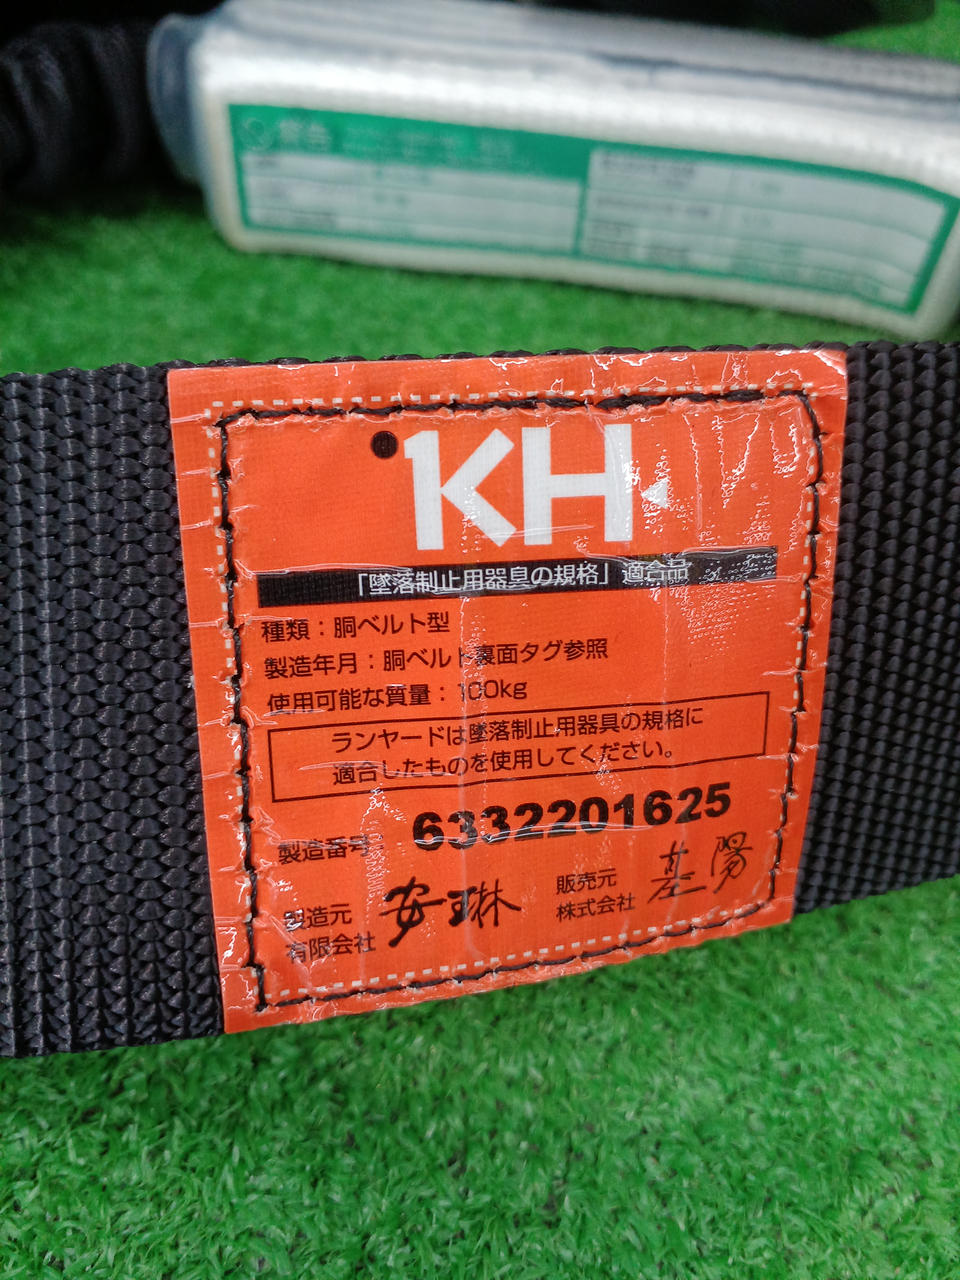 警告
KH
「墜落制止用器具の規格」適合品
種類：胴ベルト型
製造年月：胴ベルト裏面タグ参照
使用可能な質量：100kg
ランヤードは墜落制止用器具の規格に
適合したものを使用してください。
製造番号 6332201625
製造元
有限会社 安琳
販売元
株式会社 基陽